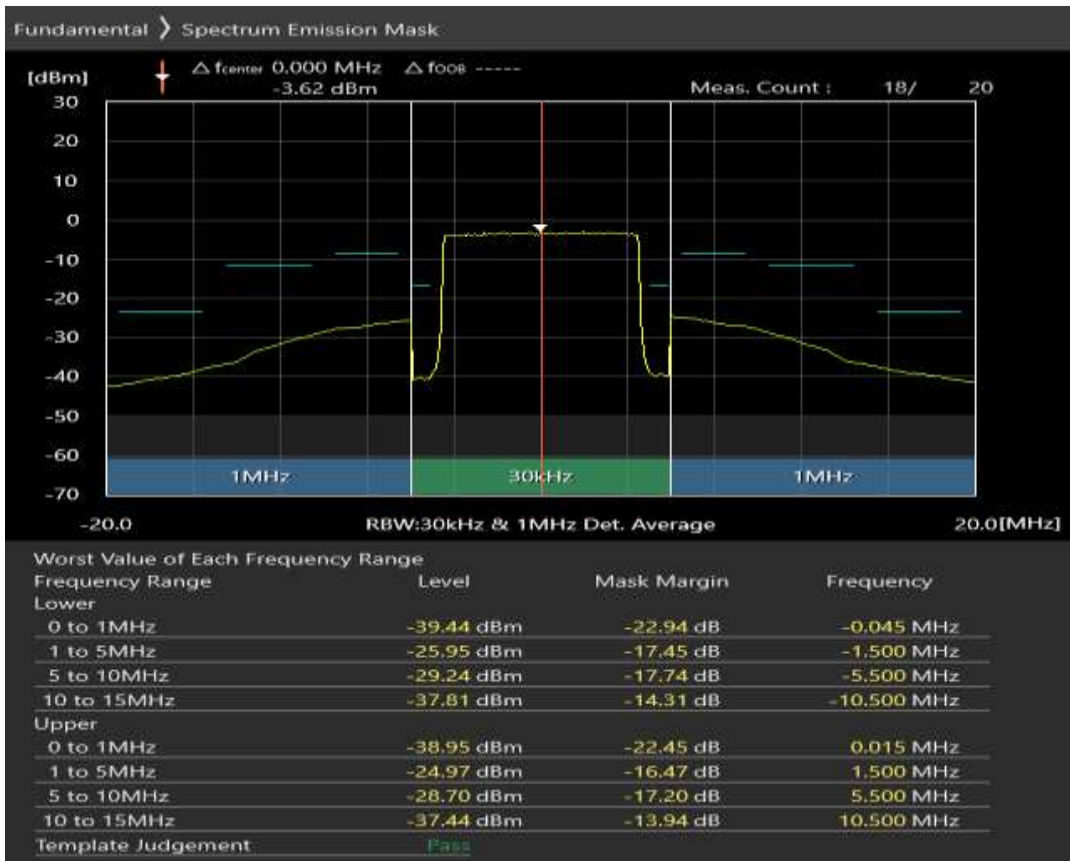 Fundamental 〉 Spectrum Emission Mask
[dBm] △ fcenter 0.000 MHz △ fOOB -----
-3.62 dBm Meas. Count : 18/ 20
30
20
10
0
-10
-20
-30
-40
-50
-60
1MHz 30kHz 1MHz
-70
-20.0 RBW:30kHz & 1MHz Det. Average 20.0[MHz]
Worst Value of Each Frequency Range
Frequency Range Level Mask Margin Frequency
Lower
0 to 1MHz -39.44 dBm -22.94 dB -0.045 MHz
1 to 5MHz -25.95 dBm -17.45 dB -1.500 MHz
5 to 10MHz -29.24 dBm -17.74 dB -5.500 MHz
10 to 15MHz -37.81 dBm -14.31 dB -10.500 MHz
Upper
0 to 1MHz -38.95 dBm -22.45 dB 0.015 MHz
1 to 5MHz -24.97 dBm -16.47 dB 1.500 MHz
5 to 10MHz -28.70 dBm -17.20 dB 5.500 MHz
10 to 15MHz -37.44 dBm -13.94 dB 10.500 MHz
Template Judgement Pass